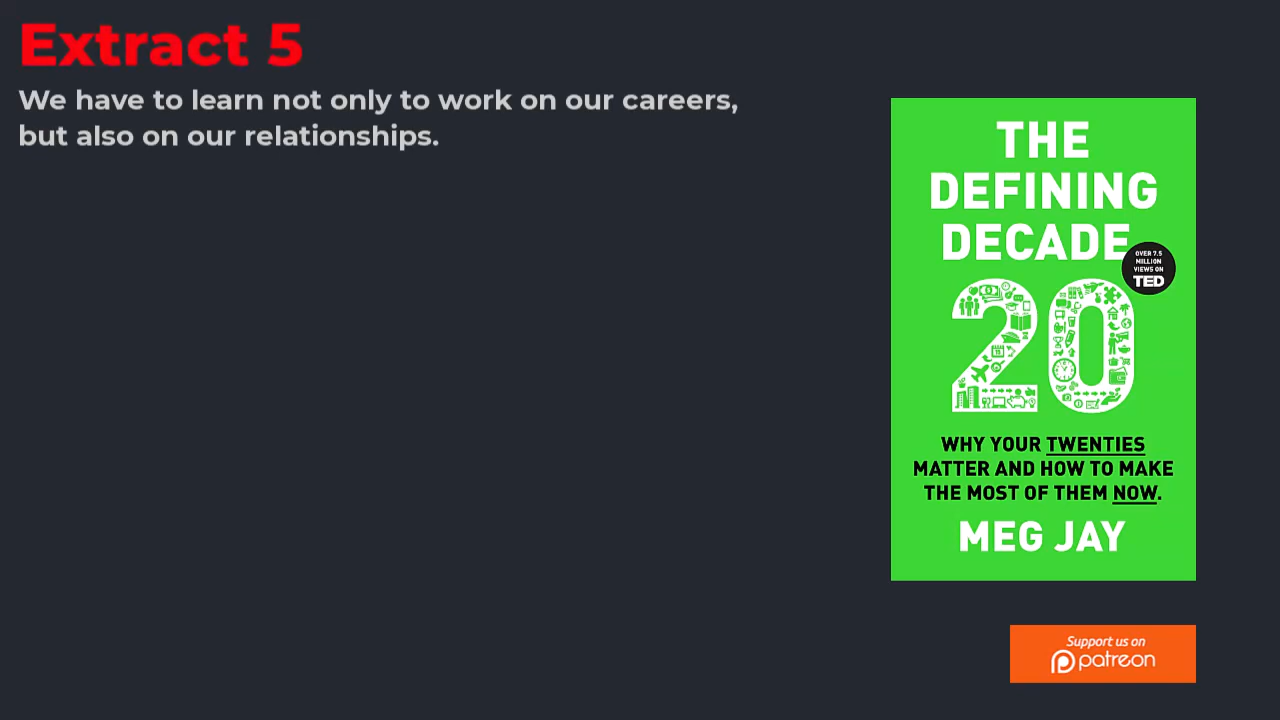 Extract 5
We have to learn not only to work on our careers,
but also on our relationships.
THE
DEFINING
DECADE
OVER 7.5
MILLION
VIEWS ON
TED
20
WHY YOUR TWENTIES
MATTER AND HOW TO MAKE
THE MOST OF THEM NOW.
MEG JAY
Support us on
patreon